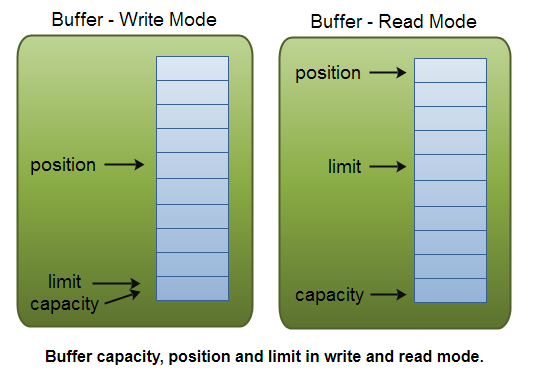 Buffer - Write Mode
position
limit
capacity
Buffer - Read Mode
position
limit
capacity
Buffer capacity, position and limit in write and read mode.